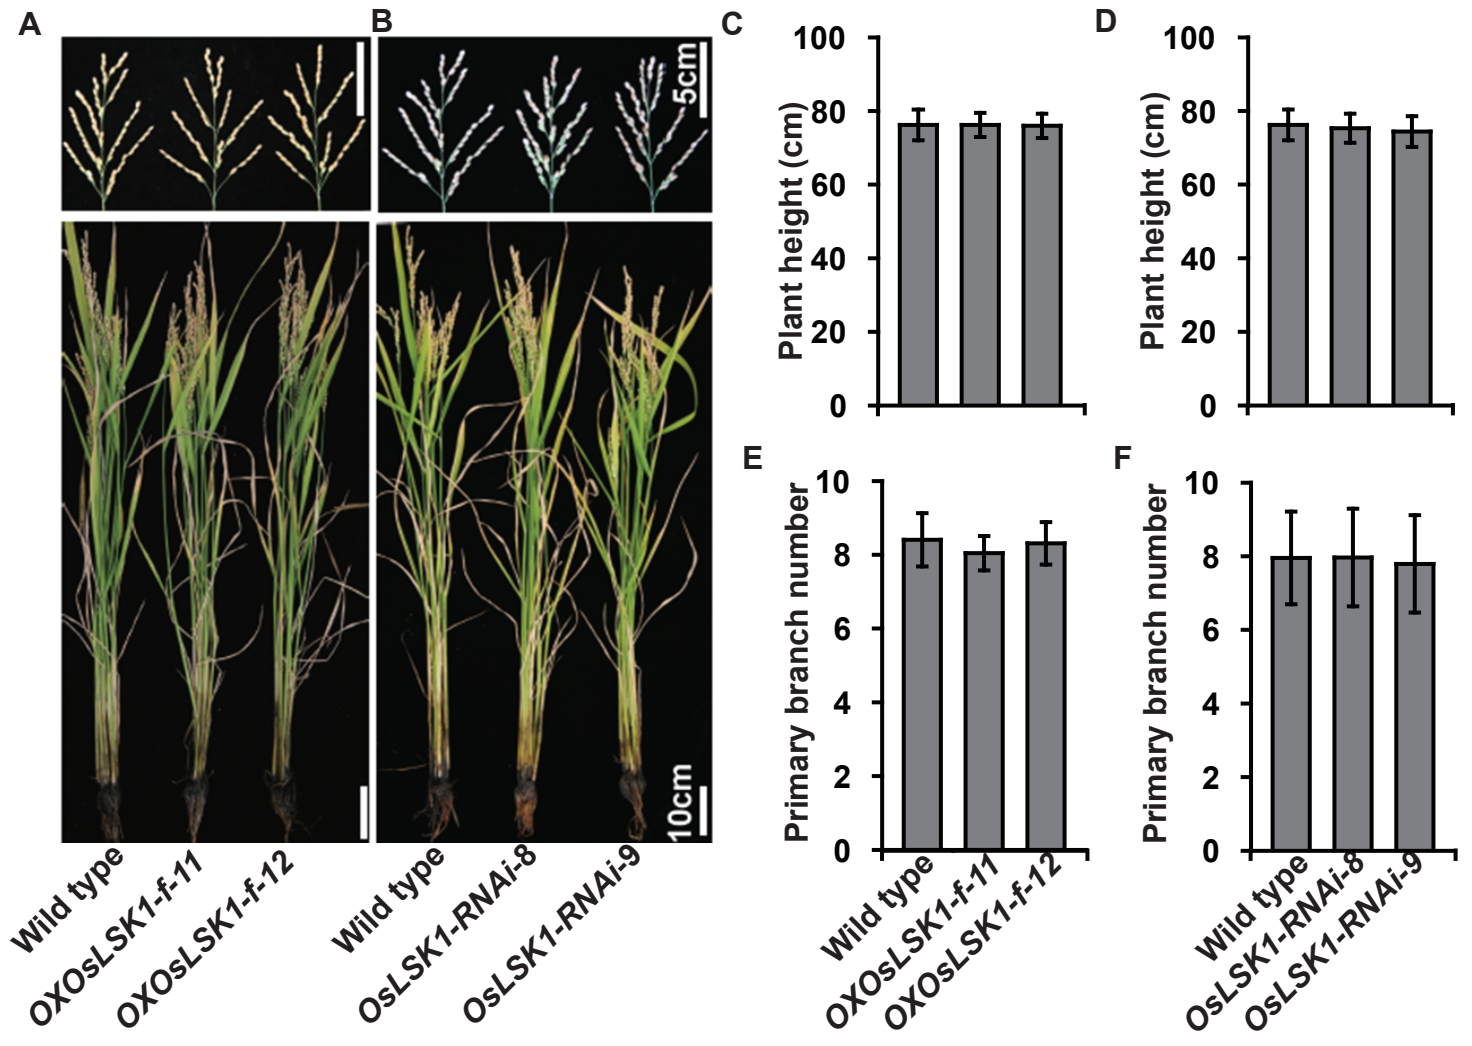 A
B
5cm
10cm
Wild type
OXOsLSK1-f-11
OXOsLSK1-f-12
Wild type
OsLSK1-RNAi-8
OsLSK1-RNAi-9
C
Plant height (cm)
100
80
60
40
20
0
D
Plant height (cm)
100
80
60
40
20
0
E
Primary branch number
10
8
6
4
2
0
Wild type
OXOsLSK1-f-11
OXOsLSK1-f-12
F
Primary branch number
10
8
6
4
2
0
Wild type
OsLSK1-RNAi-8
OsLSK1-RNAi-9